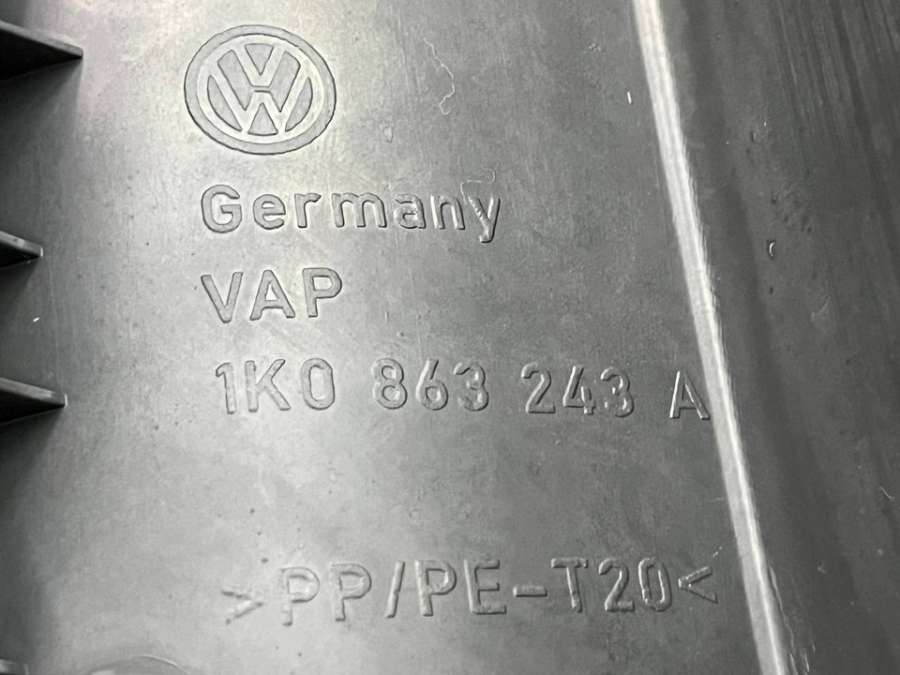 Germany
VAP
1K0 863 243 A
>PP/PE-T20<